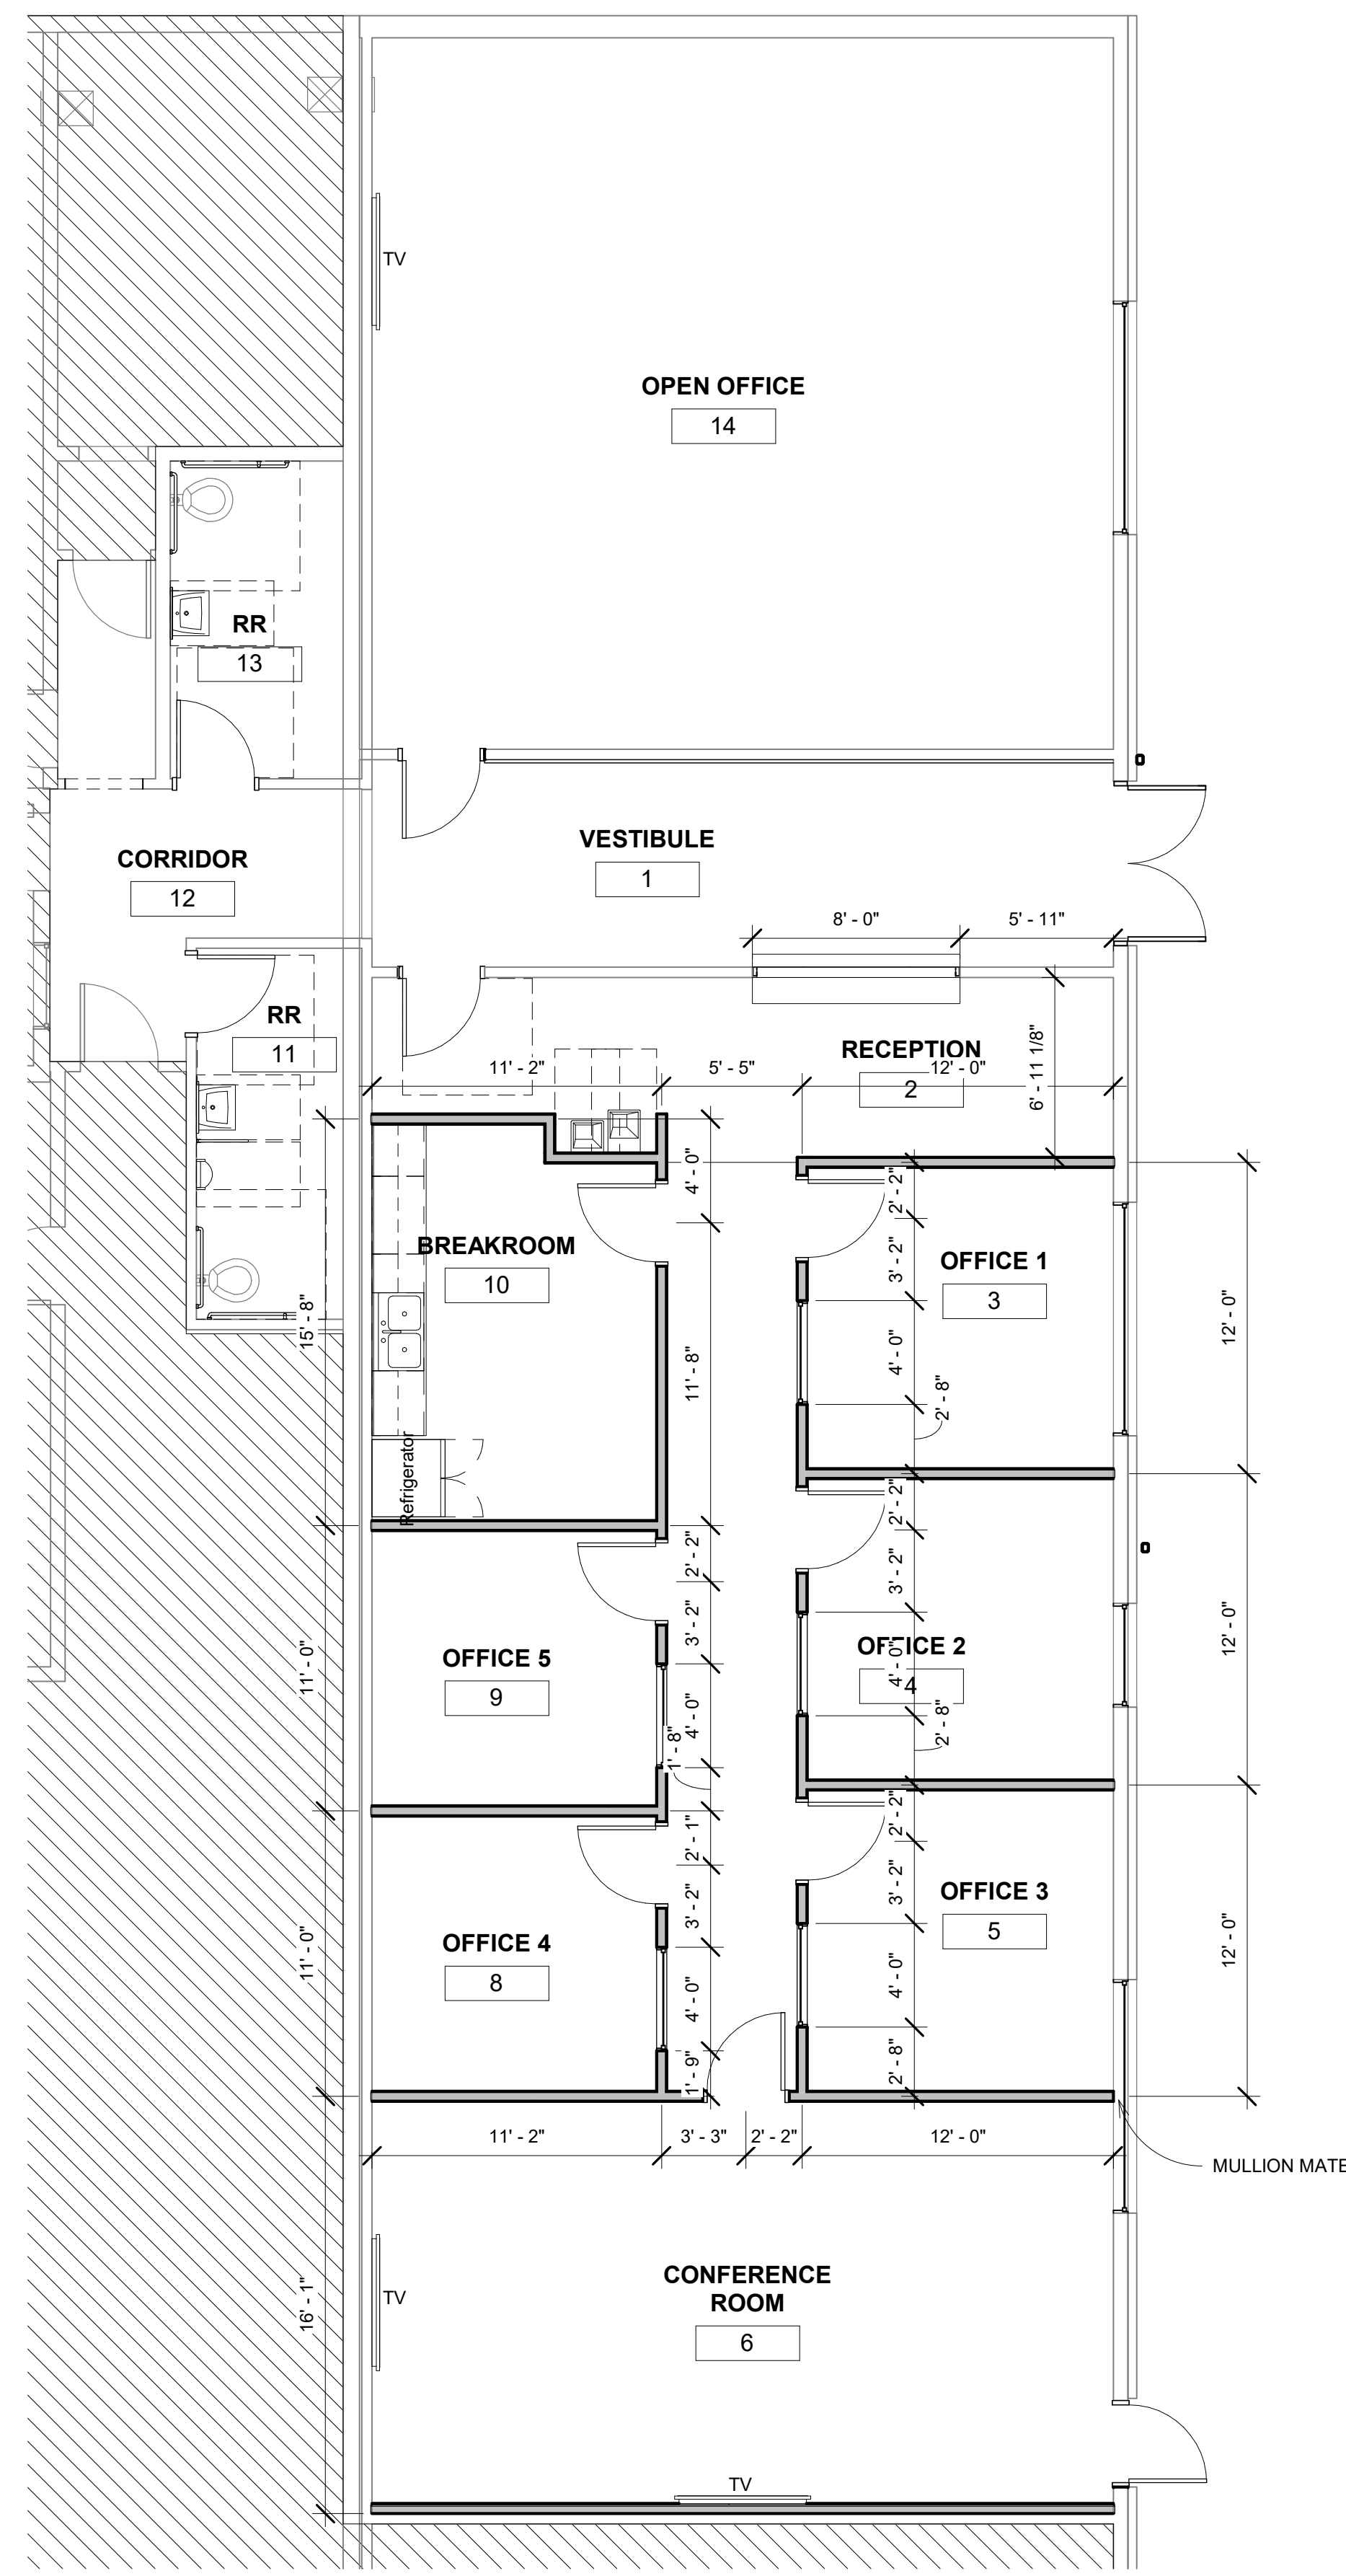 TV
OPEN OFFICE
14
RR
13
VESTIBULE
1
CORRIDOR
12
8' - 0"
5' - 11"
RR
11
RECEPTION
2
11' - 2"
5' - 5"
12' - 0"
6' - 11 1/8"
4' - 0"
2' - 2"
BREAKROOM
10
OFFICE 1
3
3' - 2"
15' - 8"
12' - 0"
11' - 8"
4' - 0"
2' - 8"
Refrigerator
2' - 2"
2' - 2"
3' - 2"
3' - 2"
OFFICE 5
9
OFFICE 2
4
11' - 0"
12' - 0"
4' - 0"
4' - 0"
1' - 8"
2' - 8"
2' - 1"
2' - 2"
3' - 2"
3' - 2"
OFFICE 4
8
OFFICE 3
5
11' - 0"
12' - 0"
4' - 0"
4' - 0"
1' - 9"
2' - 8"
11' - 2"
3' - 3"
2' - 2"
12' - 0"
MULLION MATE
16' - 1"
TV
CONFERENCE
ROOM
6
TV